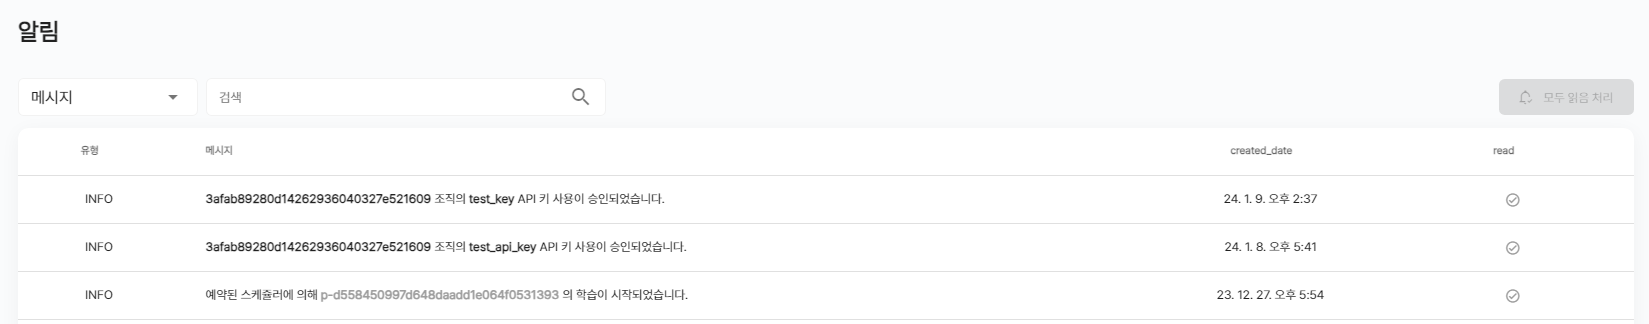 알림
메시지 검색 모두 읽음 처리
유형 메시지 created_date read
INFO 3afab89280d14262936040327e521609 조직의 test_key API 키 사용이 승인되었습니다. 24. 1. 9. 오후 2:37
INFO 3afab89280d14262936040327e521609 조직의 test_api_key API 키 사용이 승인되었습니다. 24. 1. 8. 오후 5:41
INFO 예약된 스케쥴러에 의해 p-d558450997d648daadd1e064f0531393 의 학습이 시작되었습니다. 23. 12. 27. 오후 5:54